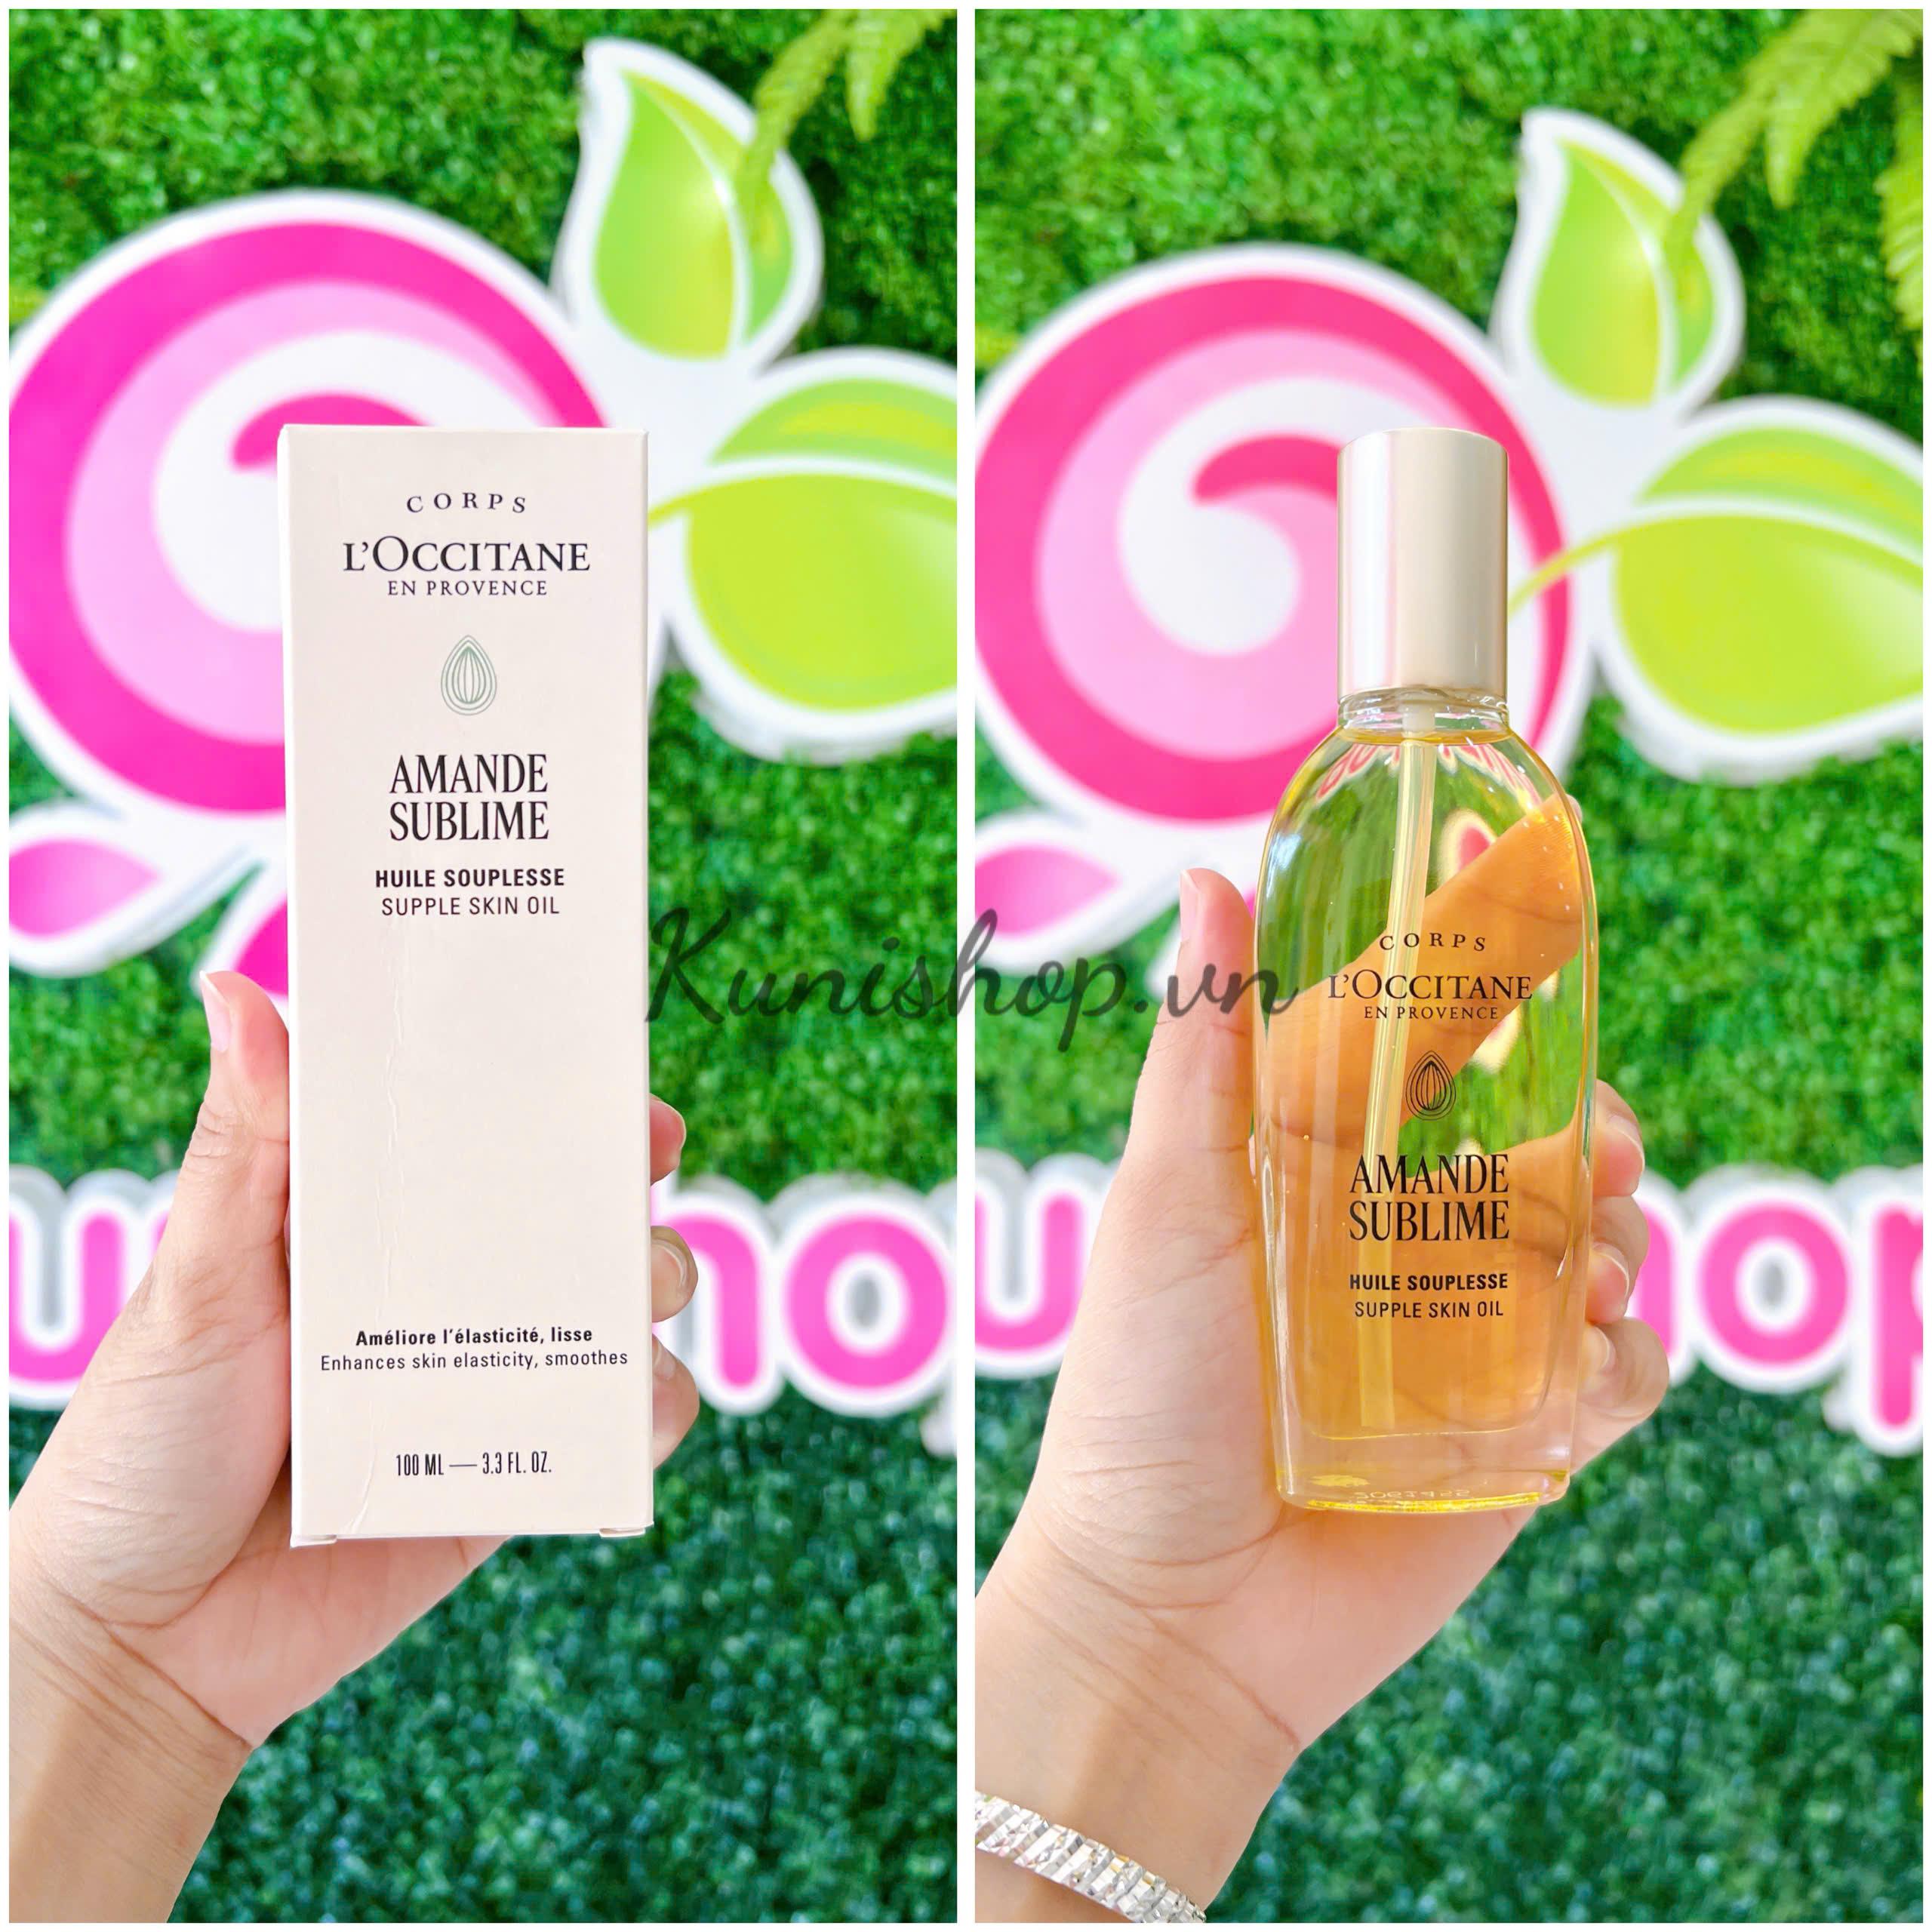 CORPS
L'OCCITANE
EN PROVENCE
AMANDE
SUBLIME
HUILE SOUPLESSE
SUPPLE SKIN OIL
Améliore l'élasticité, lisse
Enhances skin elasticity, smoothes
100 ML — 3.3 FL. OZ.
Kunishop.vn
CORPS
L'OCCITANE
EN PROVENCE
AMANDE
SUBLIME
HUILE SOUPLESSE
SUPPLE SKIN OIL